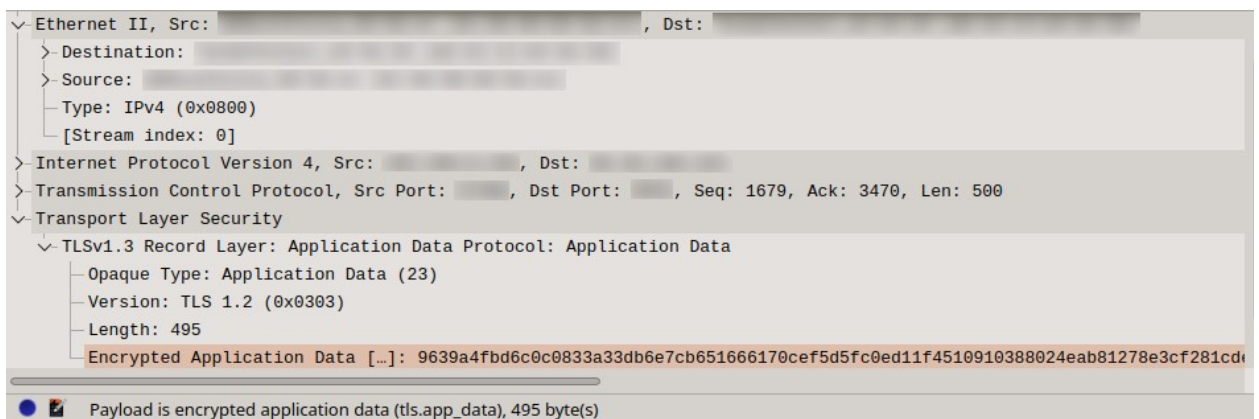 Ethernet II, Src: , Dst:
Destination:
Source:
Type: IPv4 (0x0800)
[Stream index: 0]
Internet Protocol Version 4, Src: , Dst:
Transmission Control Protocol, Src Port: , Dst Port: , Seq: 1679, Ack: 3470, Len: 500
Transport Layer Security
TLSv1.3 Record Layer: Application Data Protocol: Application Data
Opaque Type: Application Data (23)
Version: TLS 1.2 (0x0303)
Length: 495
Encrypted Application Data […]: 9639a4fbd6c0c0833a33db6e7cb651666170cef5d5fc0ed11f4510910388024eab81278e3cf281cde
Payload is encrypted application data (tls.app_data), 495 byte(s)